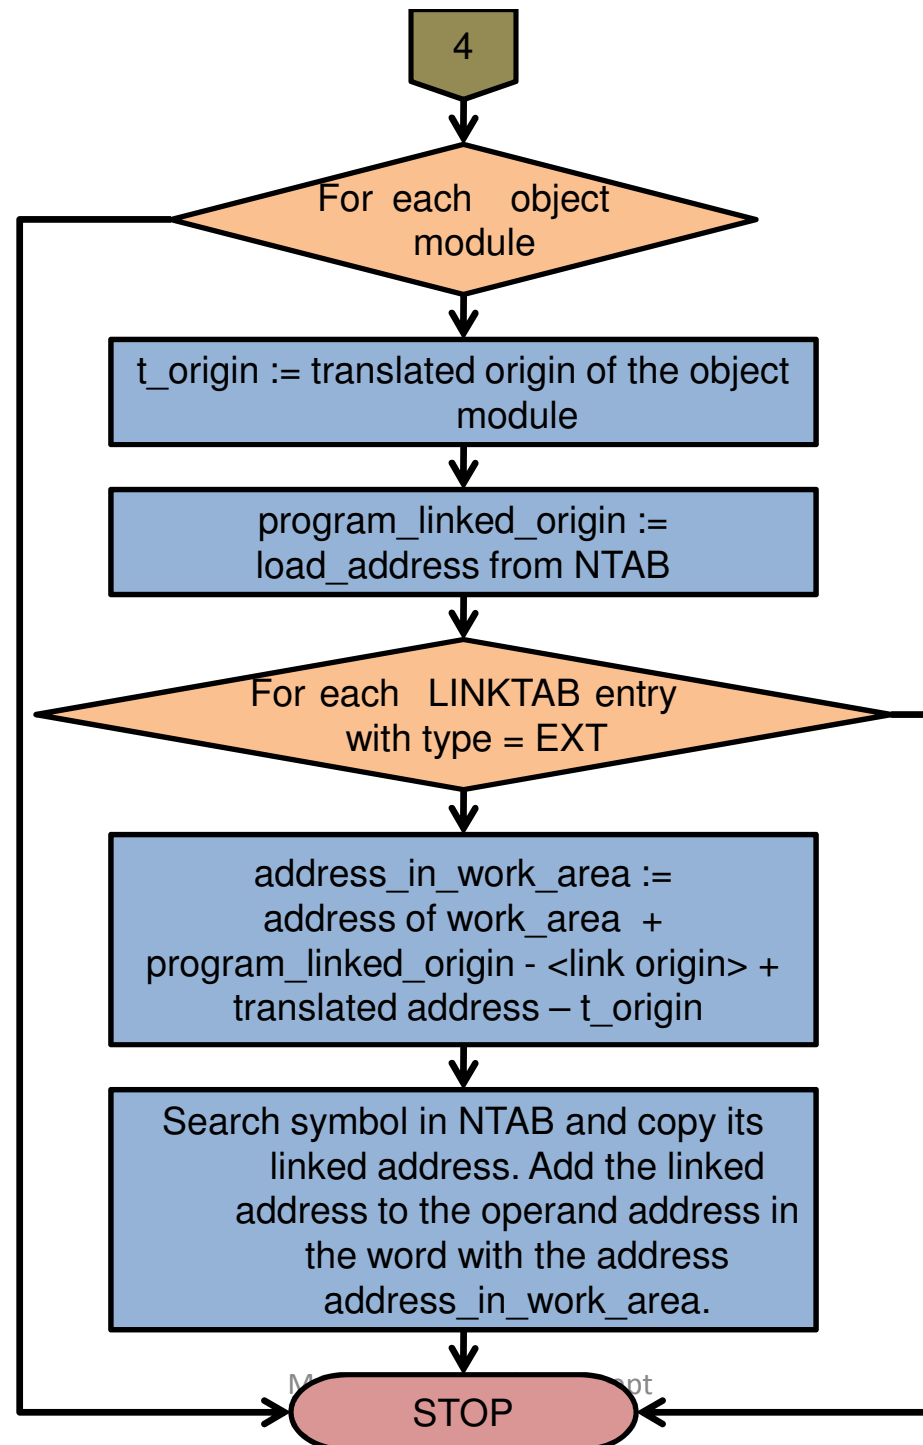 4
For each object
module
t_origin := translated origin of the object
module
program_linked_origin :=
load_address from NTAB
For each LINKTAB entry
with type = EXT
address_in_work_area :=
address of work_area +
program_linked_origin - <link origin> +
translated address – t_origin
Search symbol in NTAB and copy its
linked address. Add the linked
address to the operand address in
the word with the address
address_in_work_area.
STOP